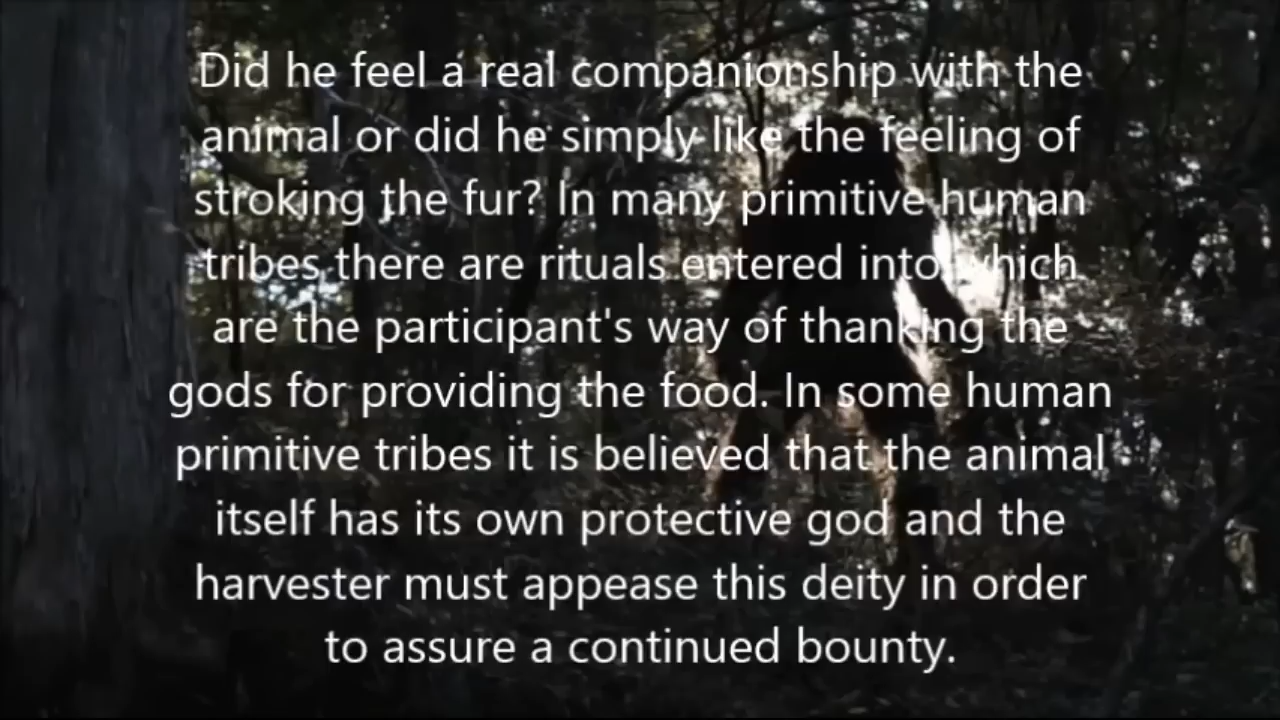 Did he feel a real companionship with the
animal or did he simply like the feeling of
stroking the fur? In many primitive human
tribes there are rituals entered into which
are the participant's way of thanking the
gods for providing the food. In some human
primitive tribes it is believed that the animal
itself has its own protective god and the
harvester must appease this deity in order
to assure a continued bounty.